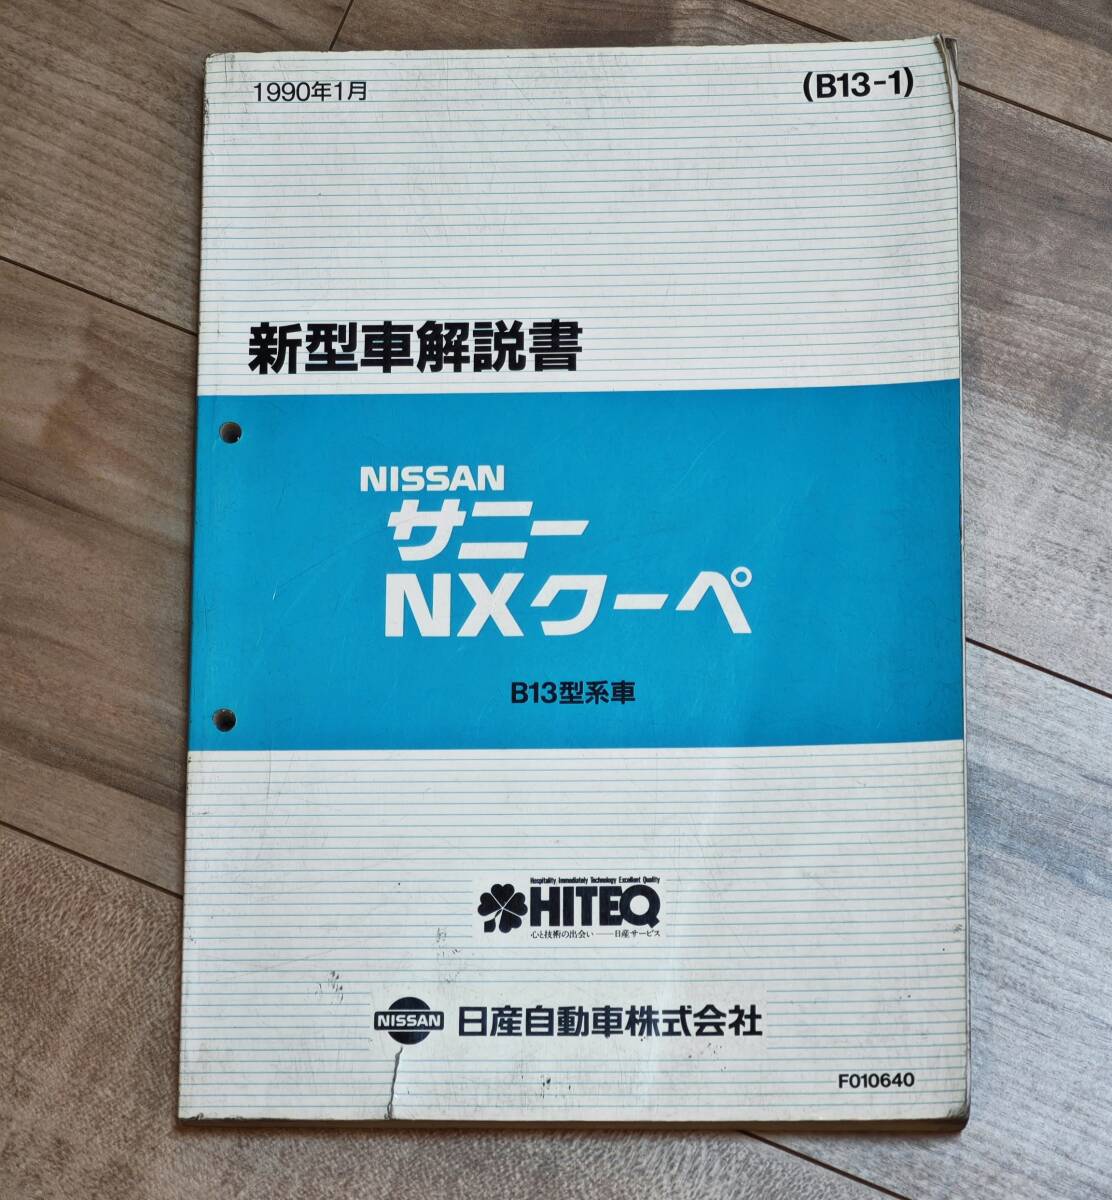 1990年1月
(B13-1)
新型車解説書
NISSAN
サニー
NXクーペ
B13型系車
Hospitality Immediately Technology Excellent Quality
HITEQ
心と技術の出会い——日産サービス
NISSAN 日産自動車株式会社
F010640